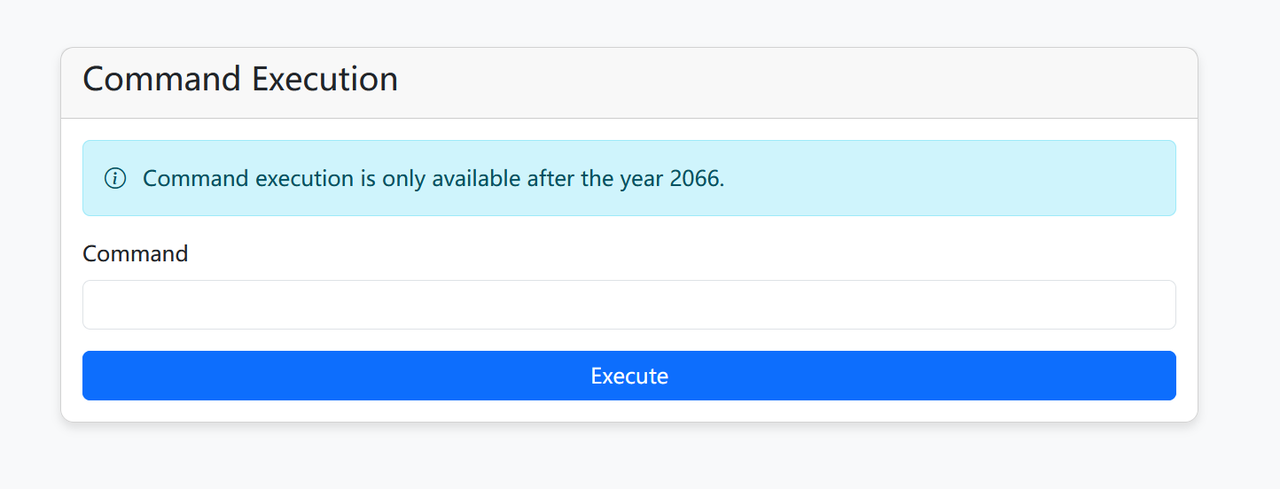 Command Execution
Command execution is only available after the year 2066.
Command
Execute